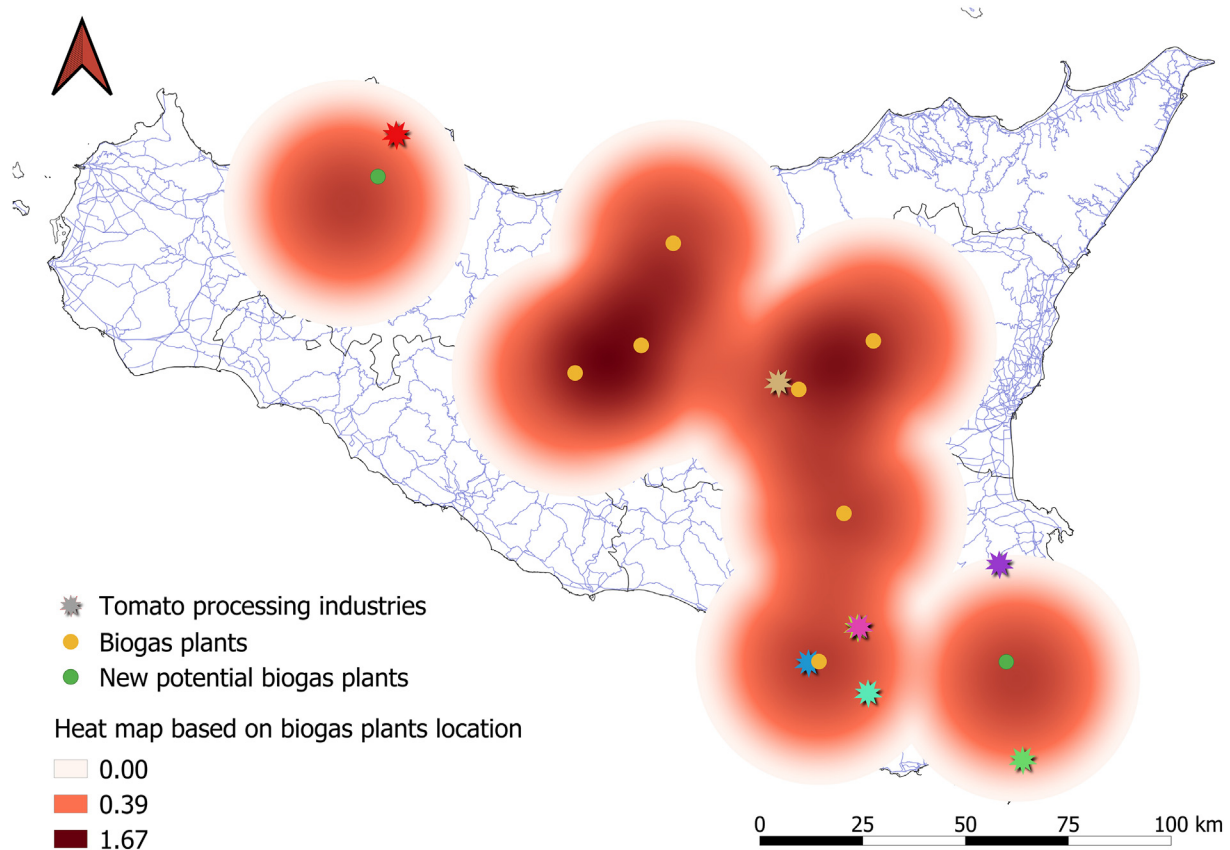 Tomato processing industries
Biogas plants
New potential biogas plants
Heat map based on biogas plants location
0.00
0.39
1.67
0 25 50 75 100 km